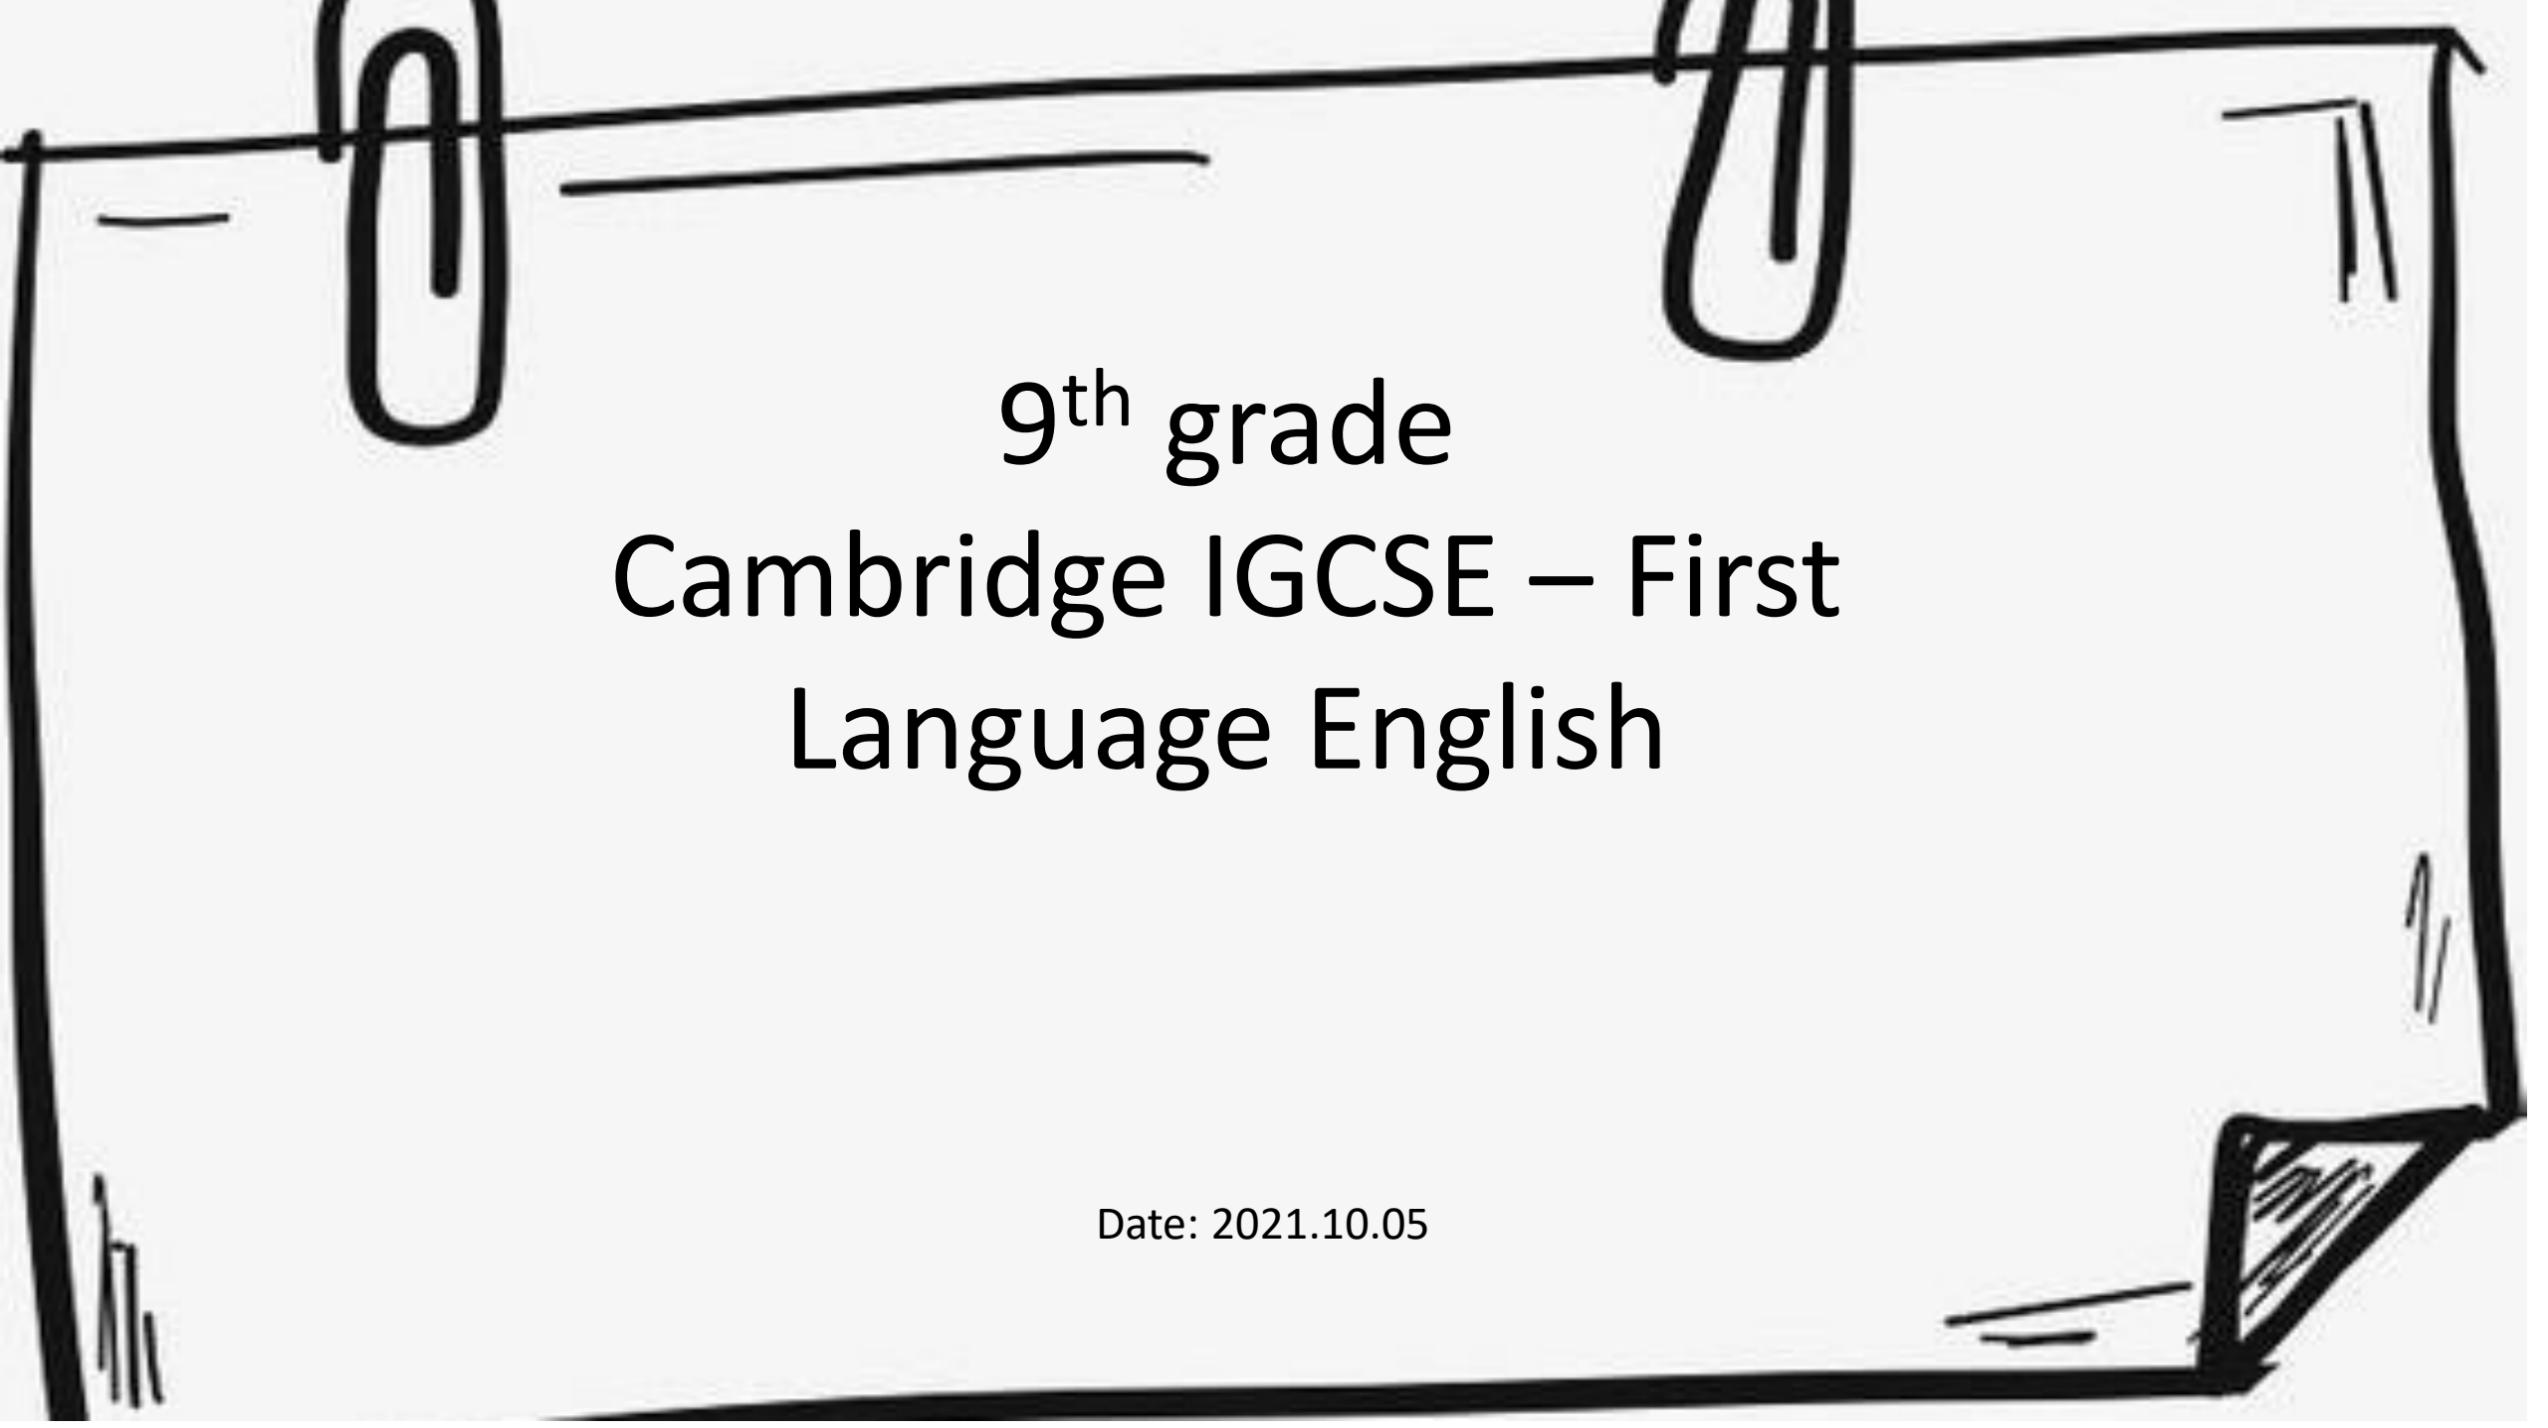 9th grade
Cambridge IGCSE – First
Language English
Date: 2021.10.05